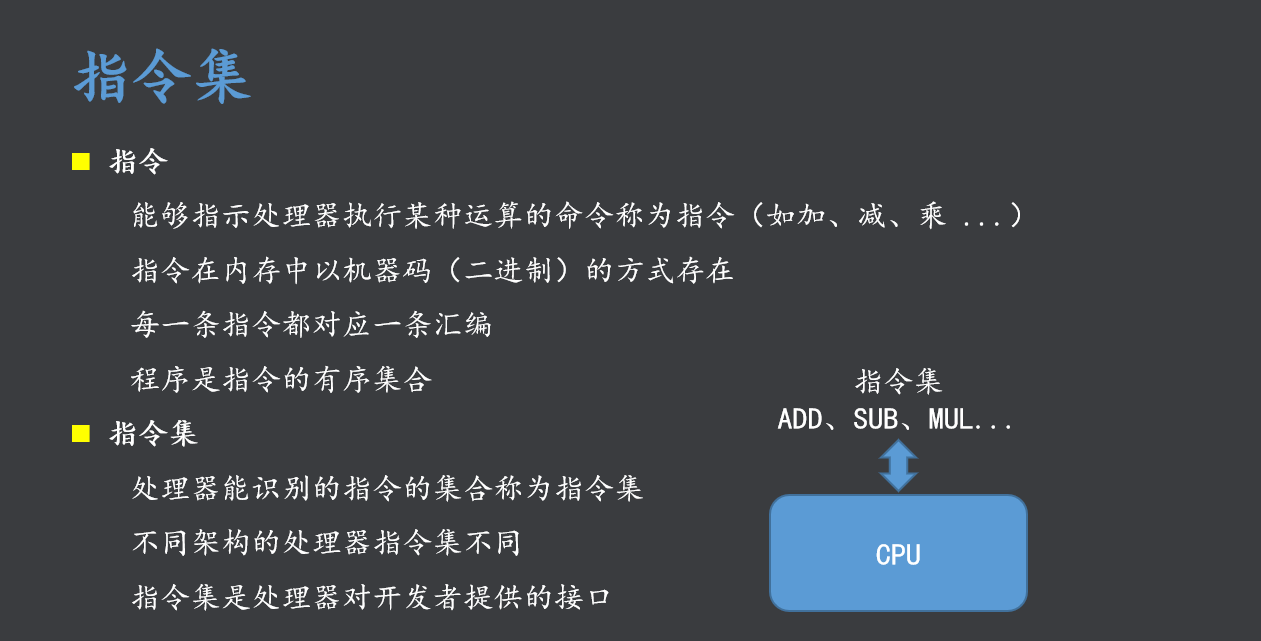 指令集
指令
能够指示处理器执行某种运算的命令称为指令（如加、减、乘 ...）
指令在内存中以机器码（二进制）的方式存在
每一条指令都对应一条汇编
程序是指令的有序集合
指令集
处理器能识别的指令的集合称为指令集
不同架构的处理器指令集不同
指令集是处理器对开发者提供的接口
指令集
ADD、SUB、MUL...
CPU